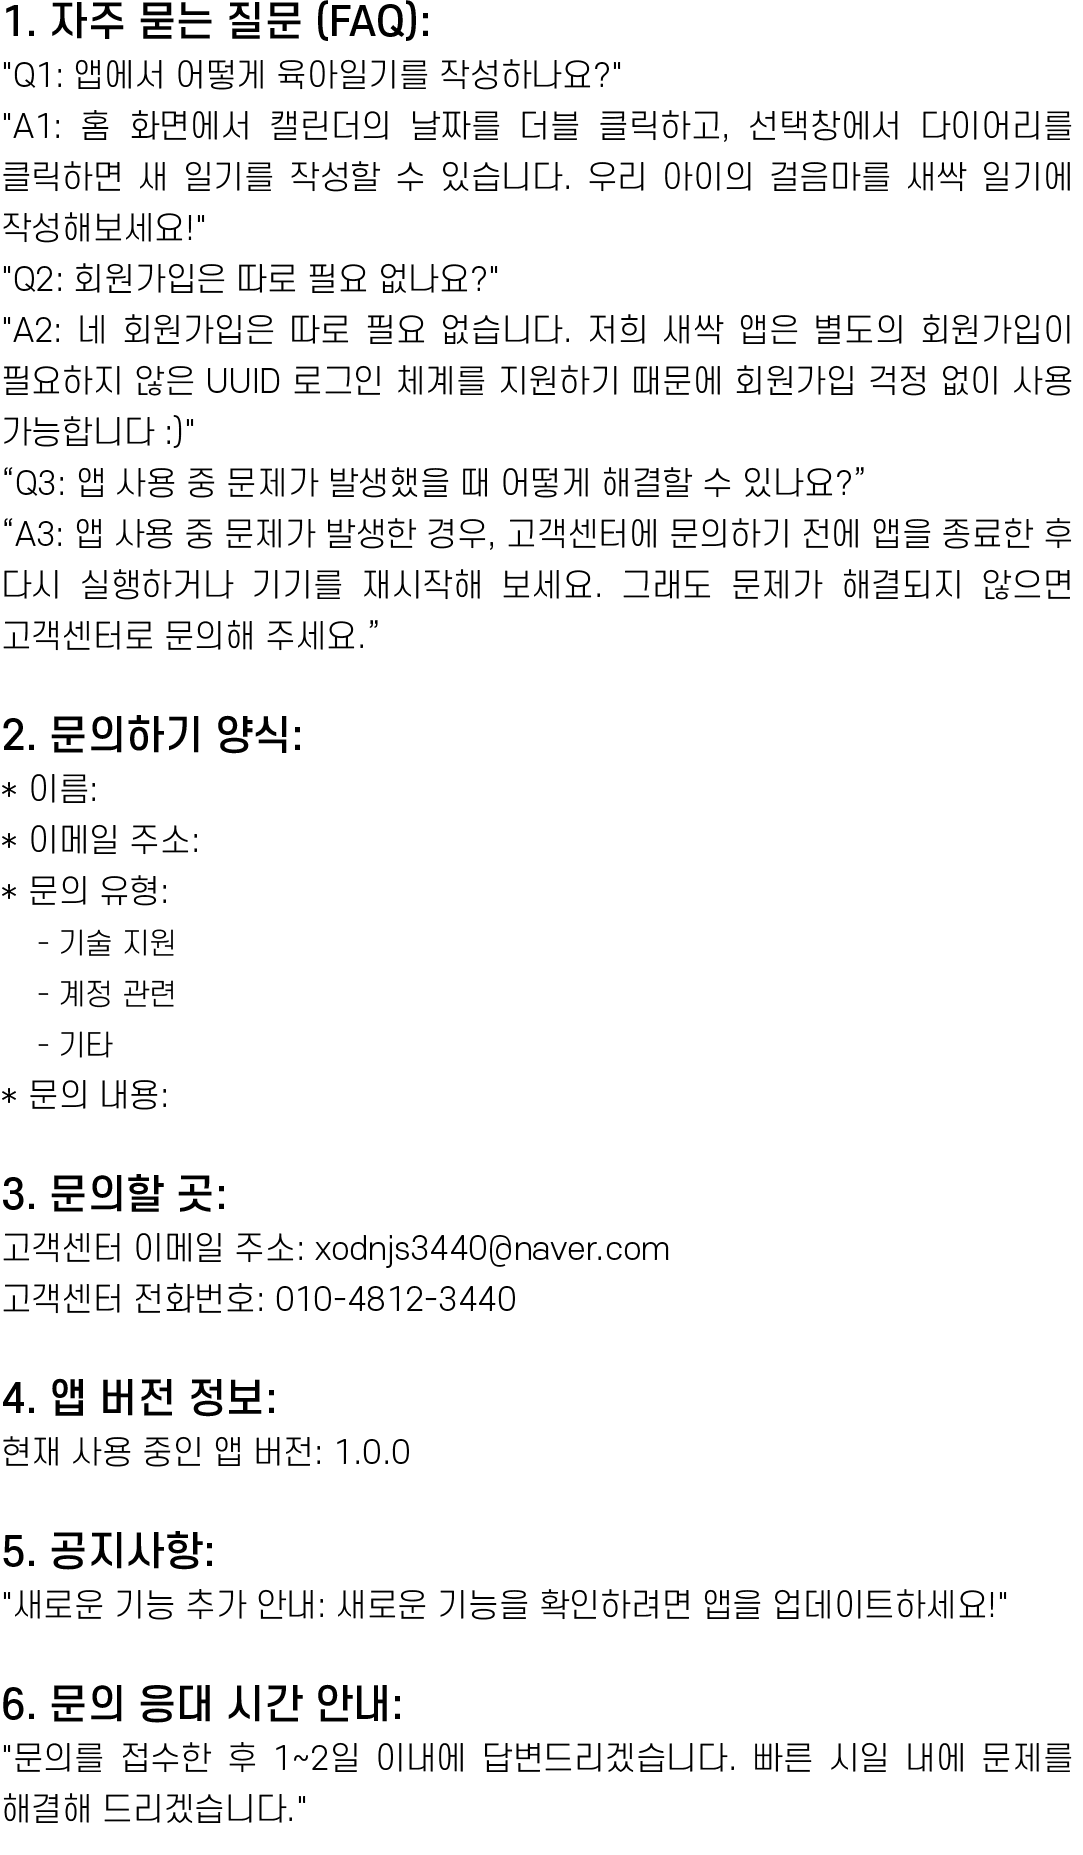 1. 자주 묻는 질문 (FAQ):
"Q1: 앱에서 어떻게 육아일기를 작성하나요?"
"A1: 홈 화면에서 캘린더의 날짜를 더블 클릭하고, 선택창에서 다이어리를
클릭하면 새 일기를 작성할 수 있습니다. 우리 아이의 걸음마를 새싹 일기에
작성해보세요!"
"Q2: 회원가입은 따로 필요 없나요?"
"A2: 네 회원가입은 따로 필요 없습니다. 저희 새싹 앱은 별도의 회원가입이
필요하지 않은 UUID 로그인 체계를 지원하기 때문에 회원가입 걱정 없이 사용
가능합니다 :)"
“Q3: 앱 사용 중 문제가 발생했을 때 어떻게 해결할 수 있나요?”
“A3: 앱 사용 중 문제가 발생한 경우, 고객센터에 문의하기 전에 앱을 종료한 후
다시 실행하거나 기기를 재시작해 보세요. 그래도 문제가 해결되지 않으면
고객센터로 문의해 주세요.”
2. 문의하기 양식:
* 이름:
* 이메일 주소:
* 문의 유형:
- 기술 지원
- 계정 관련
- 기타
* 문의 내용:
3. 문의할 곳:
고객센터 이메일 주소: xodnjs3440@naver.com
고객센터 전화번호: 010-4812-3440
4. 앱 버전 정보:
현재 사용 중인 앱 버전: 1.0.0
5. 공지사항:
"새로운 기능 추가 안내: 새로운 기능을 확인하려면 앱을 업데이트하세요!"
6. 문의 응대 시간 안내:
"문의를 접수한 후 1~2일 이내에 답변드리겠습니다. 빠른 시일 내에 문제를
해결해 드리겠습니다."